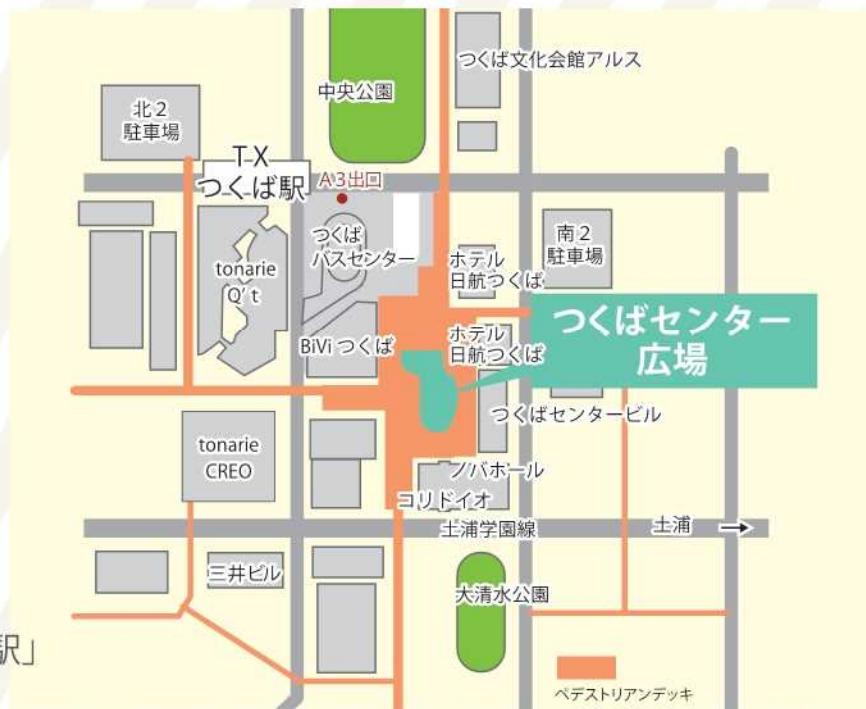 つくば文化会館アルス
中央公園
北2
駐車場
TX
つくば駅
A3出口
つくば
バスセンター
tonarie
Q't
ホテル
日航つくば
南2
駐車場
BiViつくば
ホテル
日航つくば
つくばセンター
広場
つくばセンタービル
tonarie
CREO
ノバホール
コリドイオ
土浦学園線
土浦 →
三井ビル
大清水公園
駅」
ペデストリアンデッキ